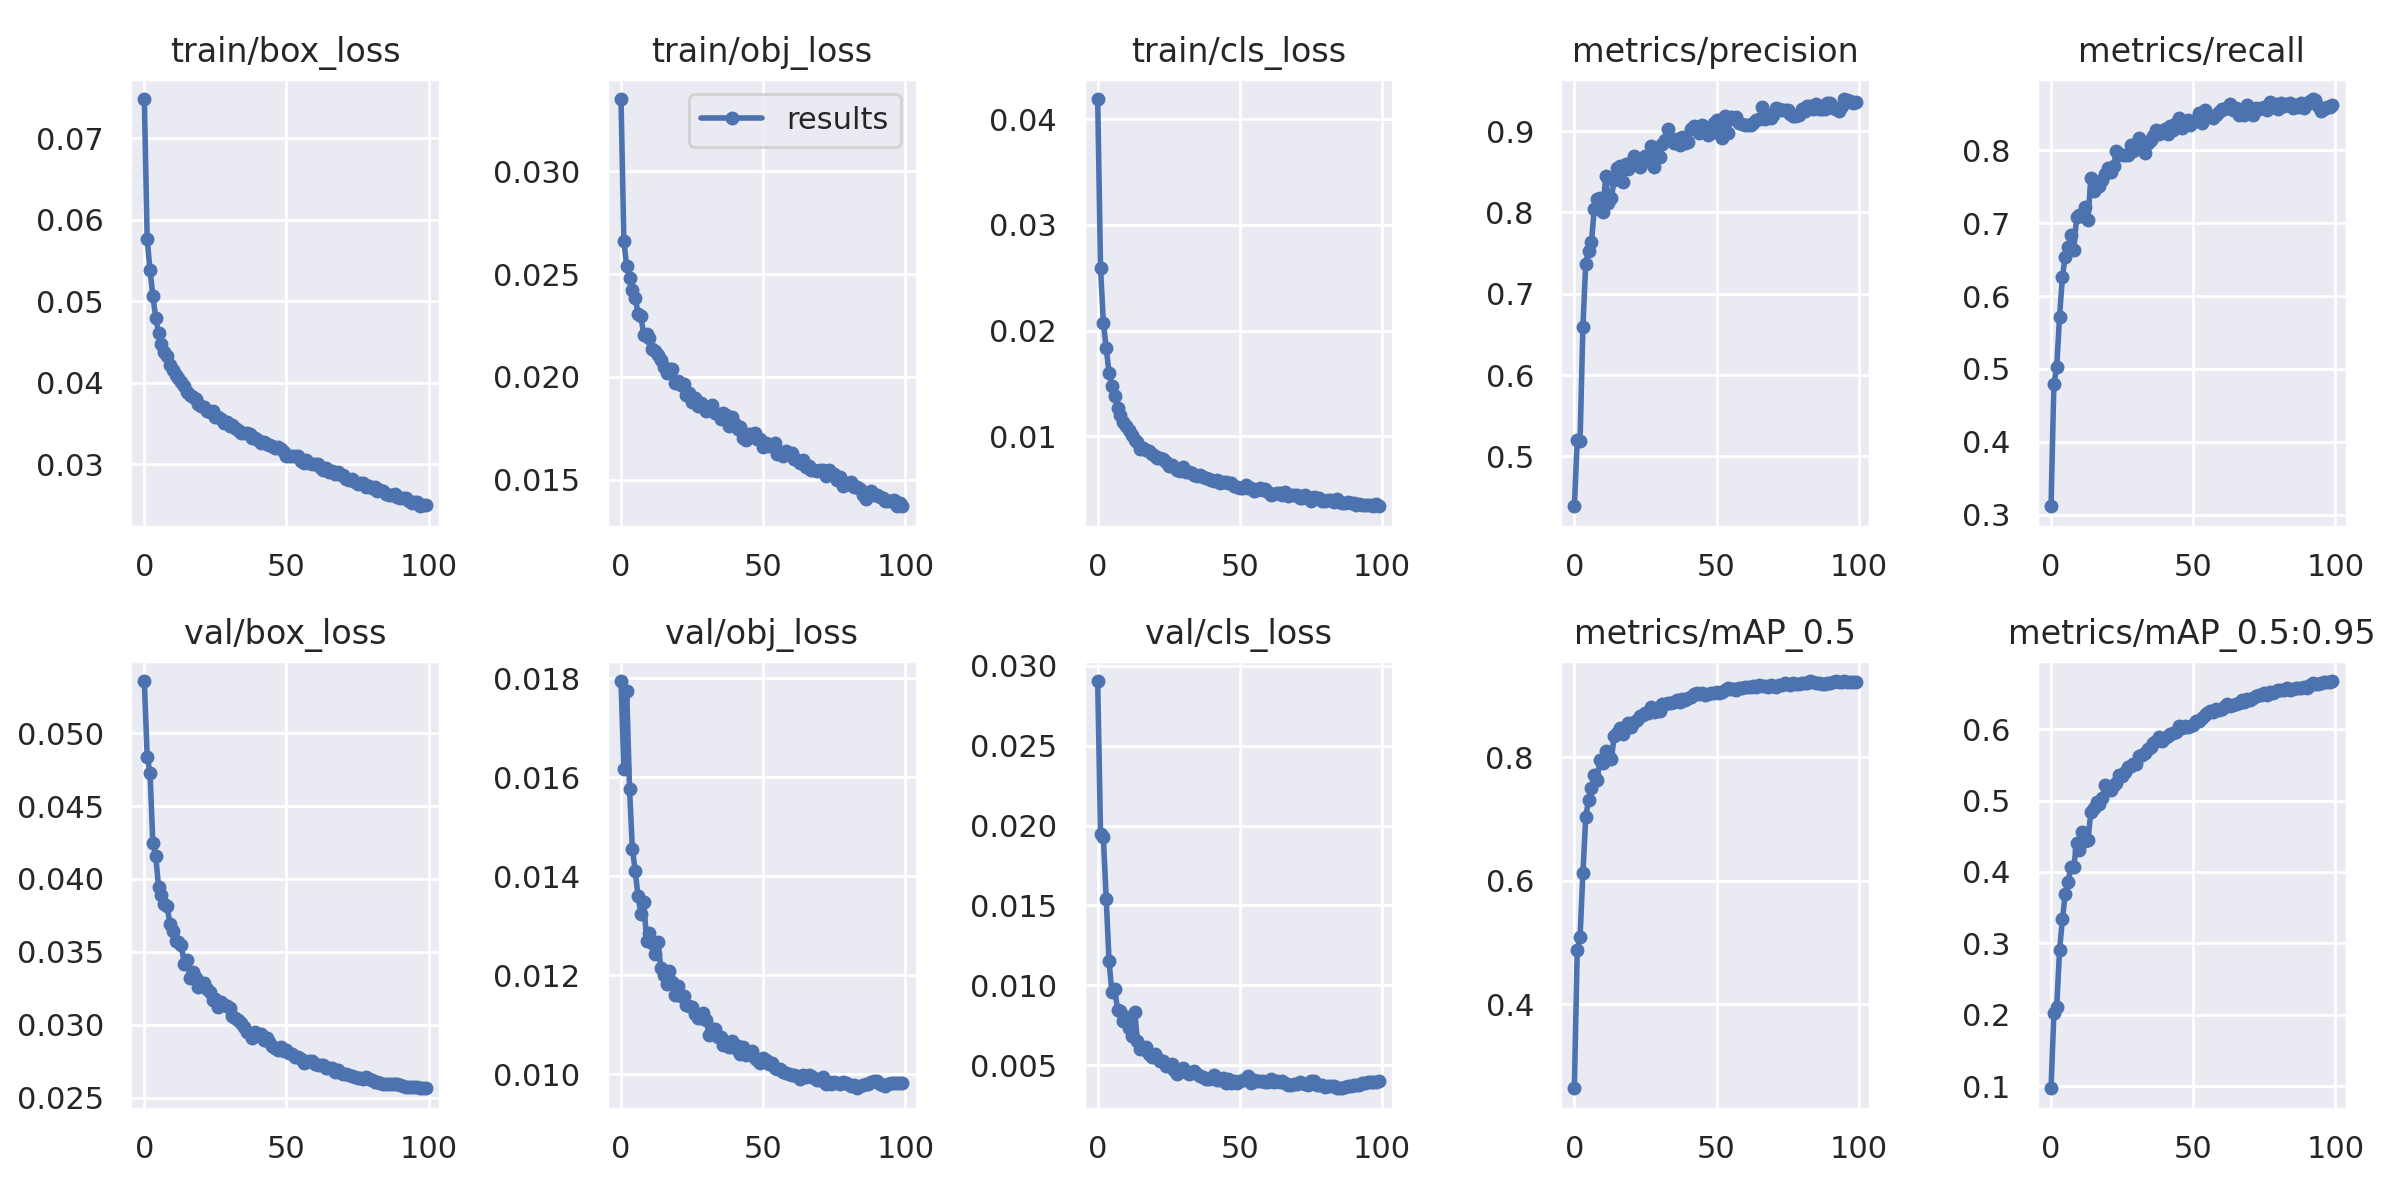 train/box_loss
train/obj_loss
train/cls_loss
metrics/precision
metrics/recall
0.07
0.06
0.05
0.04
0.03
0 50 100
results
0.030
0.025
0.020
0.015
0 50 100
0.04
0.03
0.02
0.01
0 50 100
0.9
0.8
0.7
0.6
0.5
0 50 100
0.8
0.7
0.6
0.5
0.4
0.3
0 50 100
val/box_loss
val/obj_loss
val/cls_loss
metrics/mAP_0.5
metrics/mAP_0.5:0.95
0.050
0.045
0.040
0.035
0.030
0.025
0 50 100
0.018
0.016
0.014
0.012
0.010
0 50 100
0.030
0.025
0.020
0.015
0.010
0.005
0 50 100
0.8
0.6
0.4
0 50 100
0.6
0.5
0.4
0.3
0.2
0.1
0 50 100